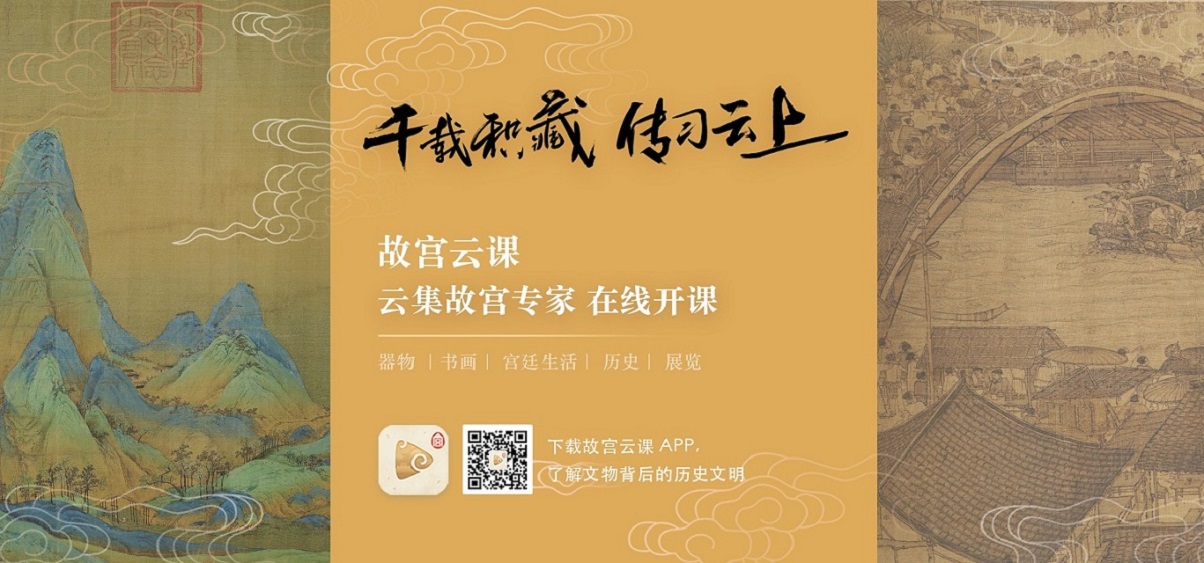 千载积藏 传习云上
故宫云课
云集故宫专家 在线开课
器物 | 书画 | 宫廷生活 | 历史 | 展览
下载故宫云课 APP,
了解文物背后的历史文明